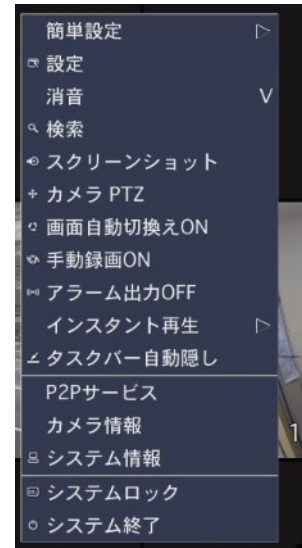 簡単設定
設定
消音 V
検索
スクリーンショット
カメラ PTZ
画面自動切換えON
手動録画ON
アラーム出力OFF
インスタント再生
タスクバー自動隠し
P2Pサービス
カメラ情報
システム情報
システムロック
システム終了
1